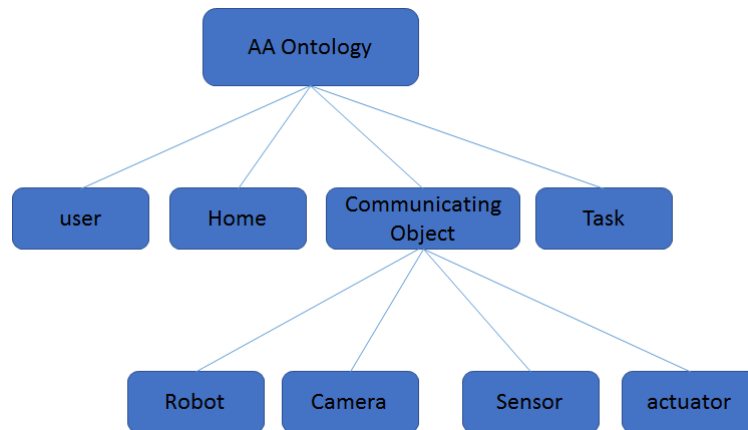 AA Ontology
user
Home
Communicating
Object
Task
Robot
Camera
Sensor
actuator